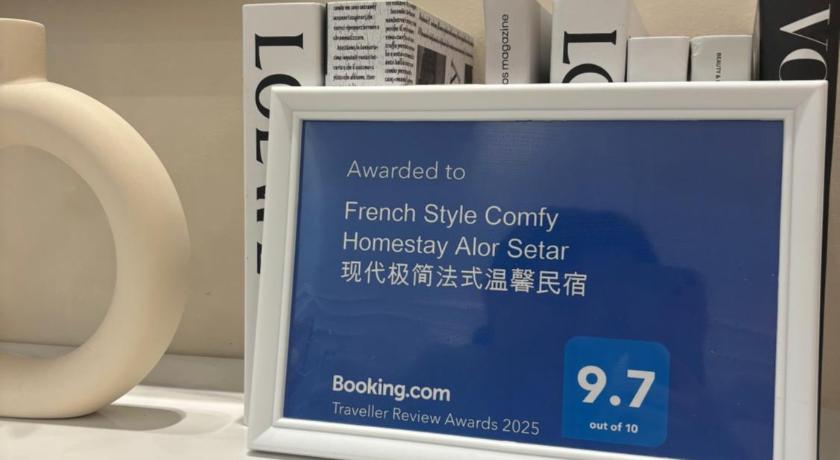 Awarded to
French Style Comfy
Homestay Alor Setar
现代极简法式温馨民宿
Booking.com
Traveller Review Awards 2025
9.7
out of 10
magazine